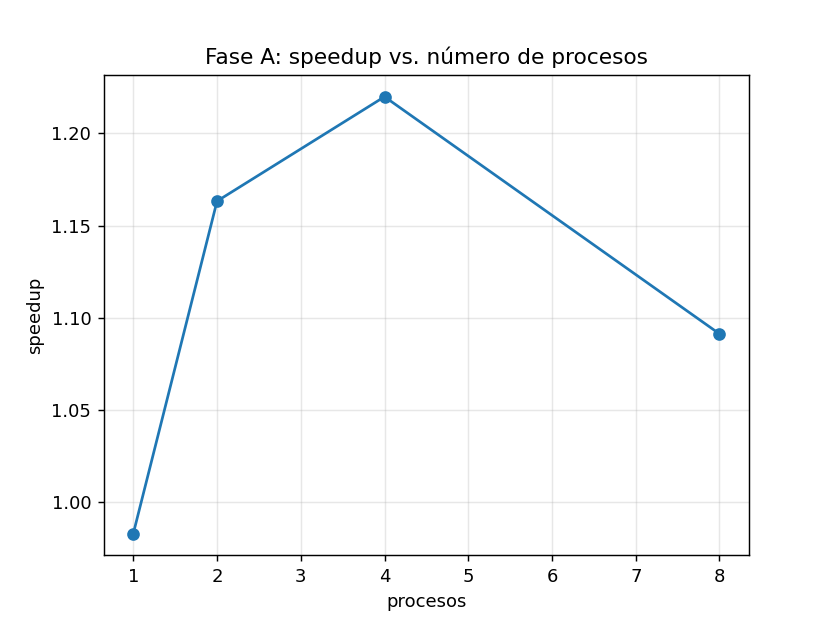 Fase A: speedup vs. número de procesos
1.20
1.15
1.10
1.05
1.00
speedup
1 2 3 4 5 6 7 8
procesos